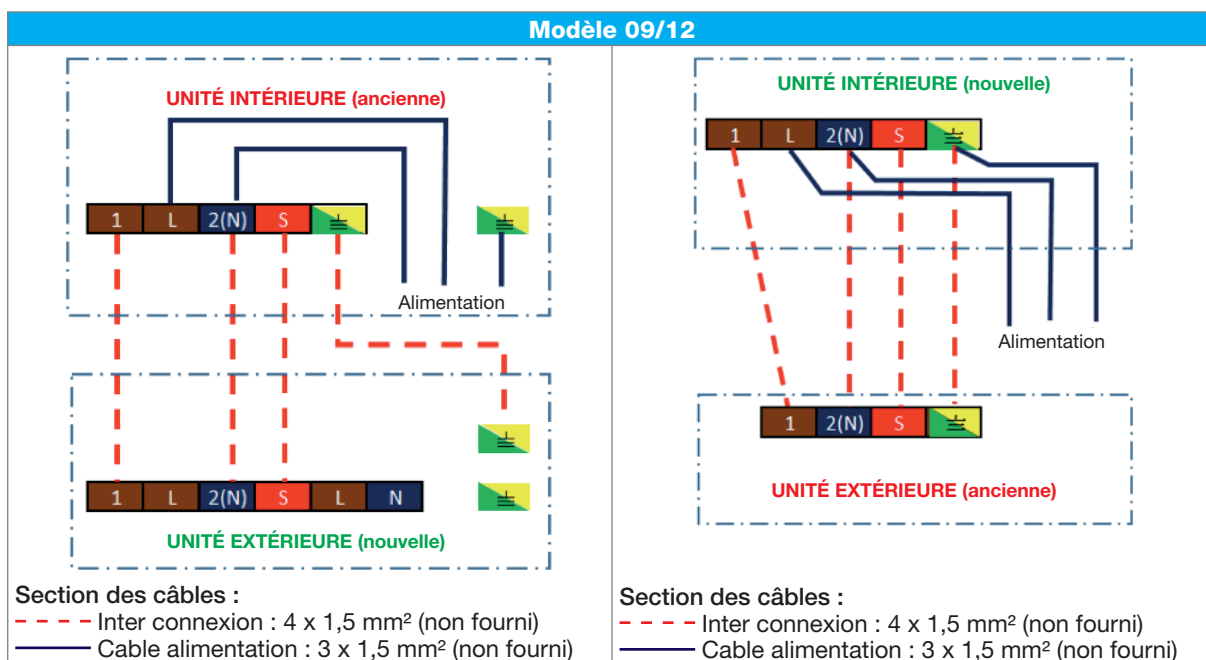 Modèle 09/12
UNITÉ INTÉRIEURE (ancienne)
1 L 2(N) S
Alimentation
1 L 2(N) S L N
UNITÉ EXTÉRIEURE (nouvelle)
Section des câbles :
Inter connexion : 4 x 1,5 mm² (non fourni)
Cable alimentation : 3 x 1,5 mm² (non fourni)
UNITÉ INTÉRIEURE (nouvelle)
1 L 2(N) S
Alimentation
1 2(N) S
UNITÉ EXTÉRIEURE (ancienne)
Section des câbles :
Inter connexion : 4 x 1,5 mm² (non fourni)
Cable alimentation : 3 x 1,5 mm² (non fourni)